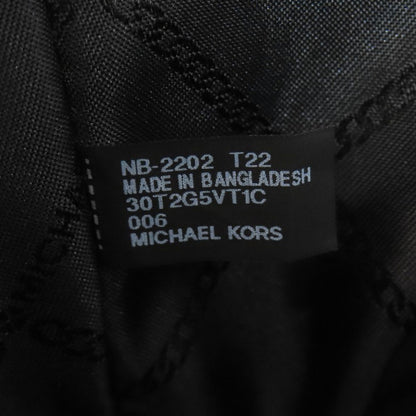 NB-2202 T22
MADE IN BANGLADESH
30T2G5VT1C
006
MICHAEL KORS